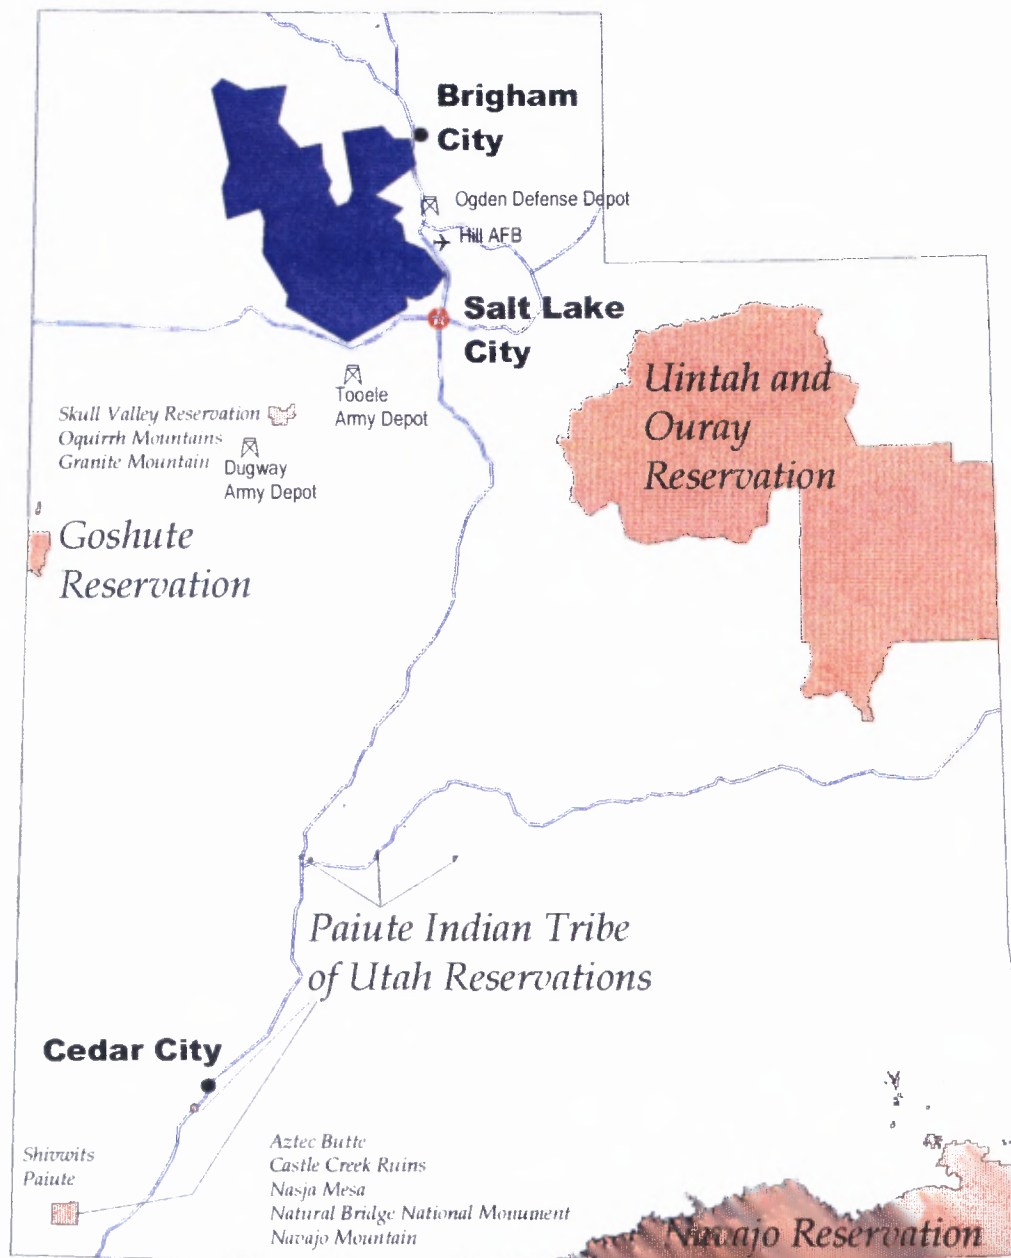 Brigham
City
Ogden Defense Depot
Hill AFB
Salt Lake
City
Uintah and
Ouray
Reservation
Tooele
Army Depot
Skull Valley Reservation
Oquirrh Mountains
Granite Mountain
Dugway
Army Depot
Goshute
Reservation
Paiute Indian Tribe
of Utah Reservations
Cedar City
Shivwits
Paiute
Aztec Butte
Castle Creek Ruins
Nasja Mesa
Natural Bridge National Monument
Navajo Mountain
Navajo Reservation